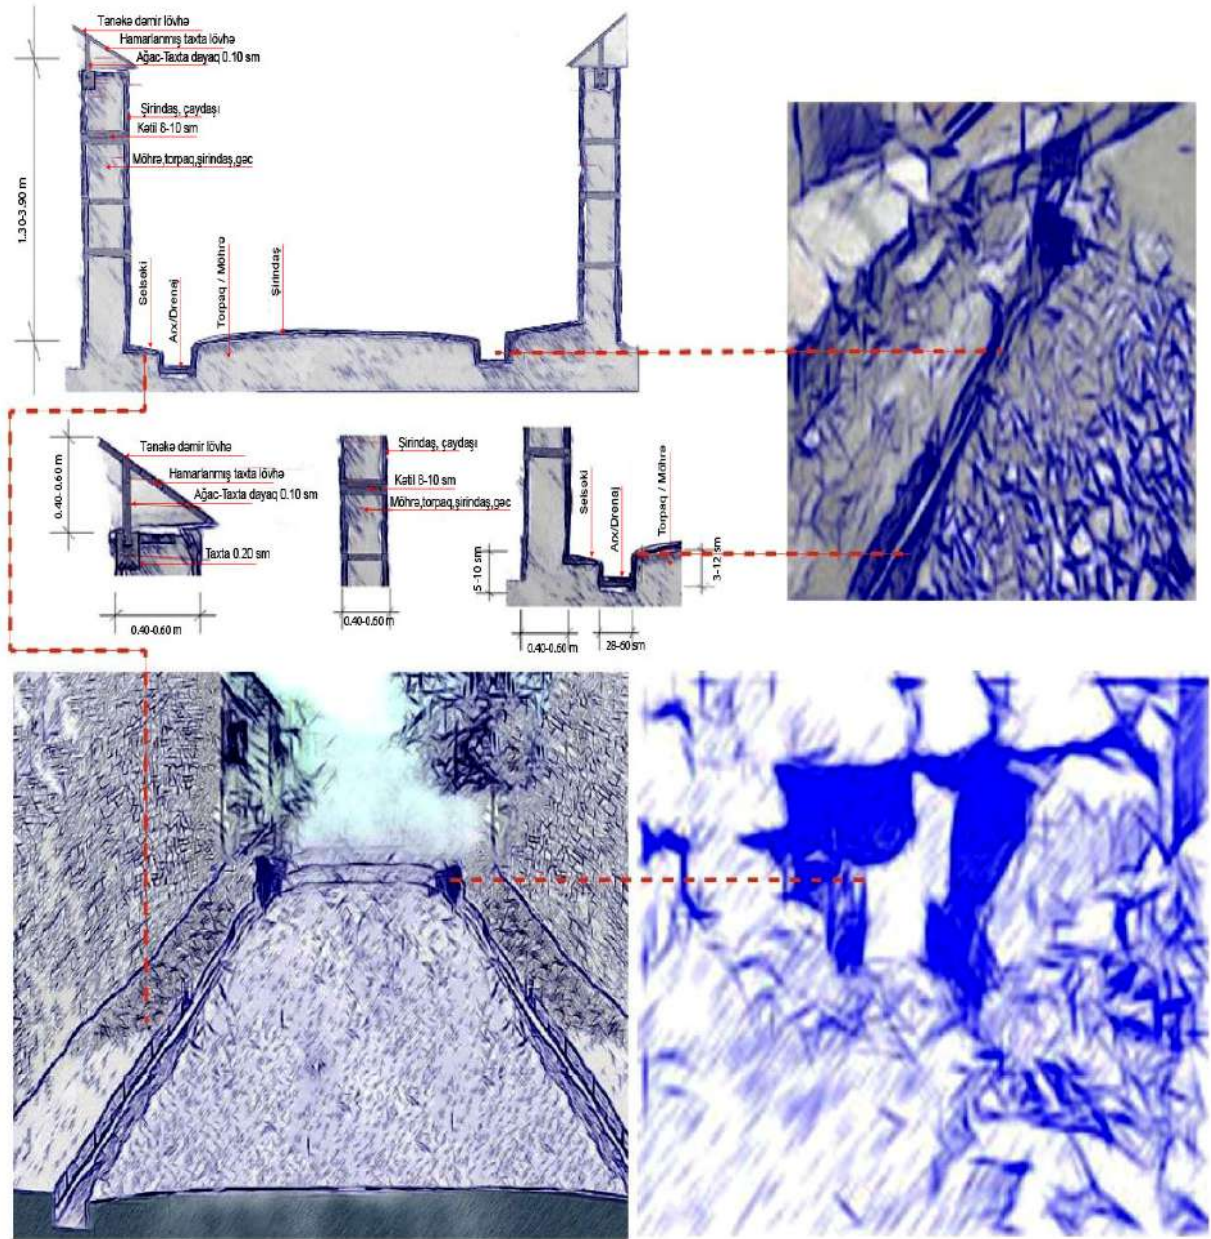 Tənəkə dəmir lövhə
Hamarlanmış taxta lövhə
Ağac-Taxta dayaq 0.10 sm
Şirindaş, çaydaşı
Kətil 8-10 sm
Möhrə,torpaq,şirindaş,gəc
1.30-3.90 m
Səlsəki
Arx/Drenaj
Torpaq / Möhrə
Şirindaş
Tənəkə dəmir lövhə
Hamarlanmış taxta lövhə
Ağac-Taxta dayaq 0.10 sm
Taxta 0.20 sm
0.40-0.60 m
0.40-0.60 m
Şirindaş, çaydaşı
Kətil 8-10 sm
Möhrə,torpaq,şirindaş,gəc
0.40-0.60 m
Səlsəki
Arx/Drenaj
Torpaq / Möhrə
5-10 sm
3-12 sm
0.40-0.60 m
28-60 sm